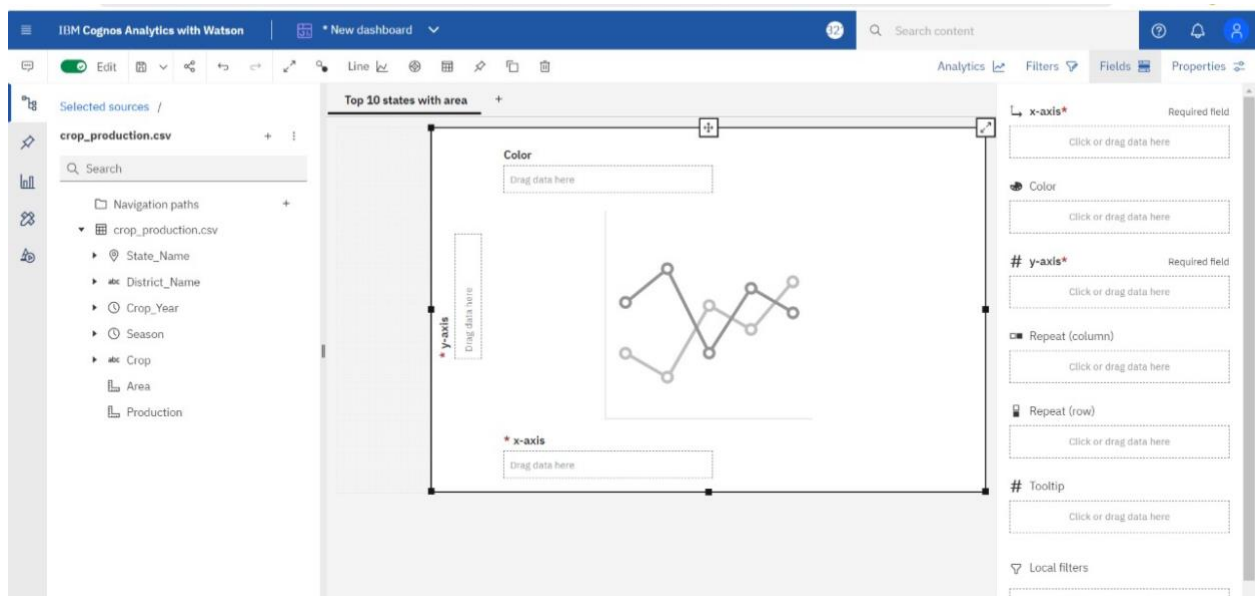 IBM Cognos Analytics with Watson
* New dashboard
32
Search content
Edit
Line
Analytics
Filters
Fields
Properties
Selected sources /
crop_production.csv
Search
Navigation paths
crop_production.csv
State_Name
abc District_Name
Crop_Year
Season
abc Crop
Area
Production
Top 10 states with area +
Color
Drag data here
* y-axis
Drag data here
* x-axis
Drag data here
x-axis* Required field
Click or drag data here
Color
Click or drag data here
# y-axis* Required field
Click or drag data here
Repeat (column)
Click or drag data here
Repeat (row)
Click or drag data here
# Tooltip
Click or drag data here
Local filters